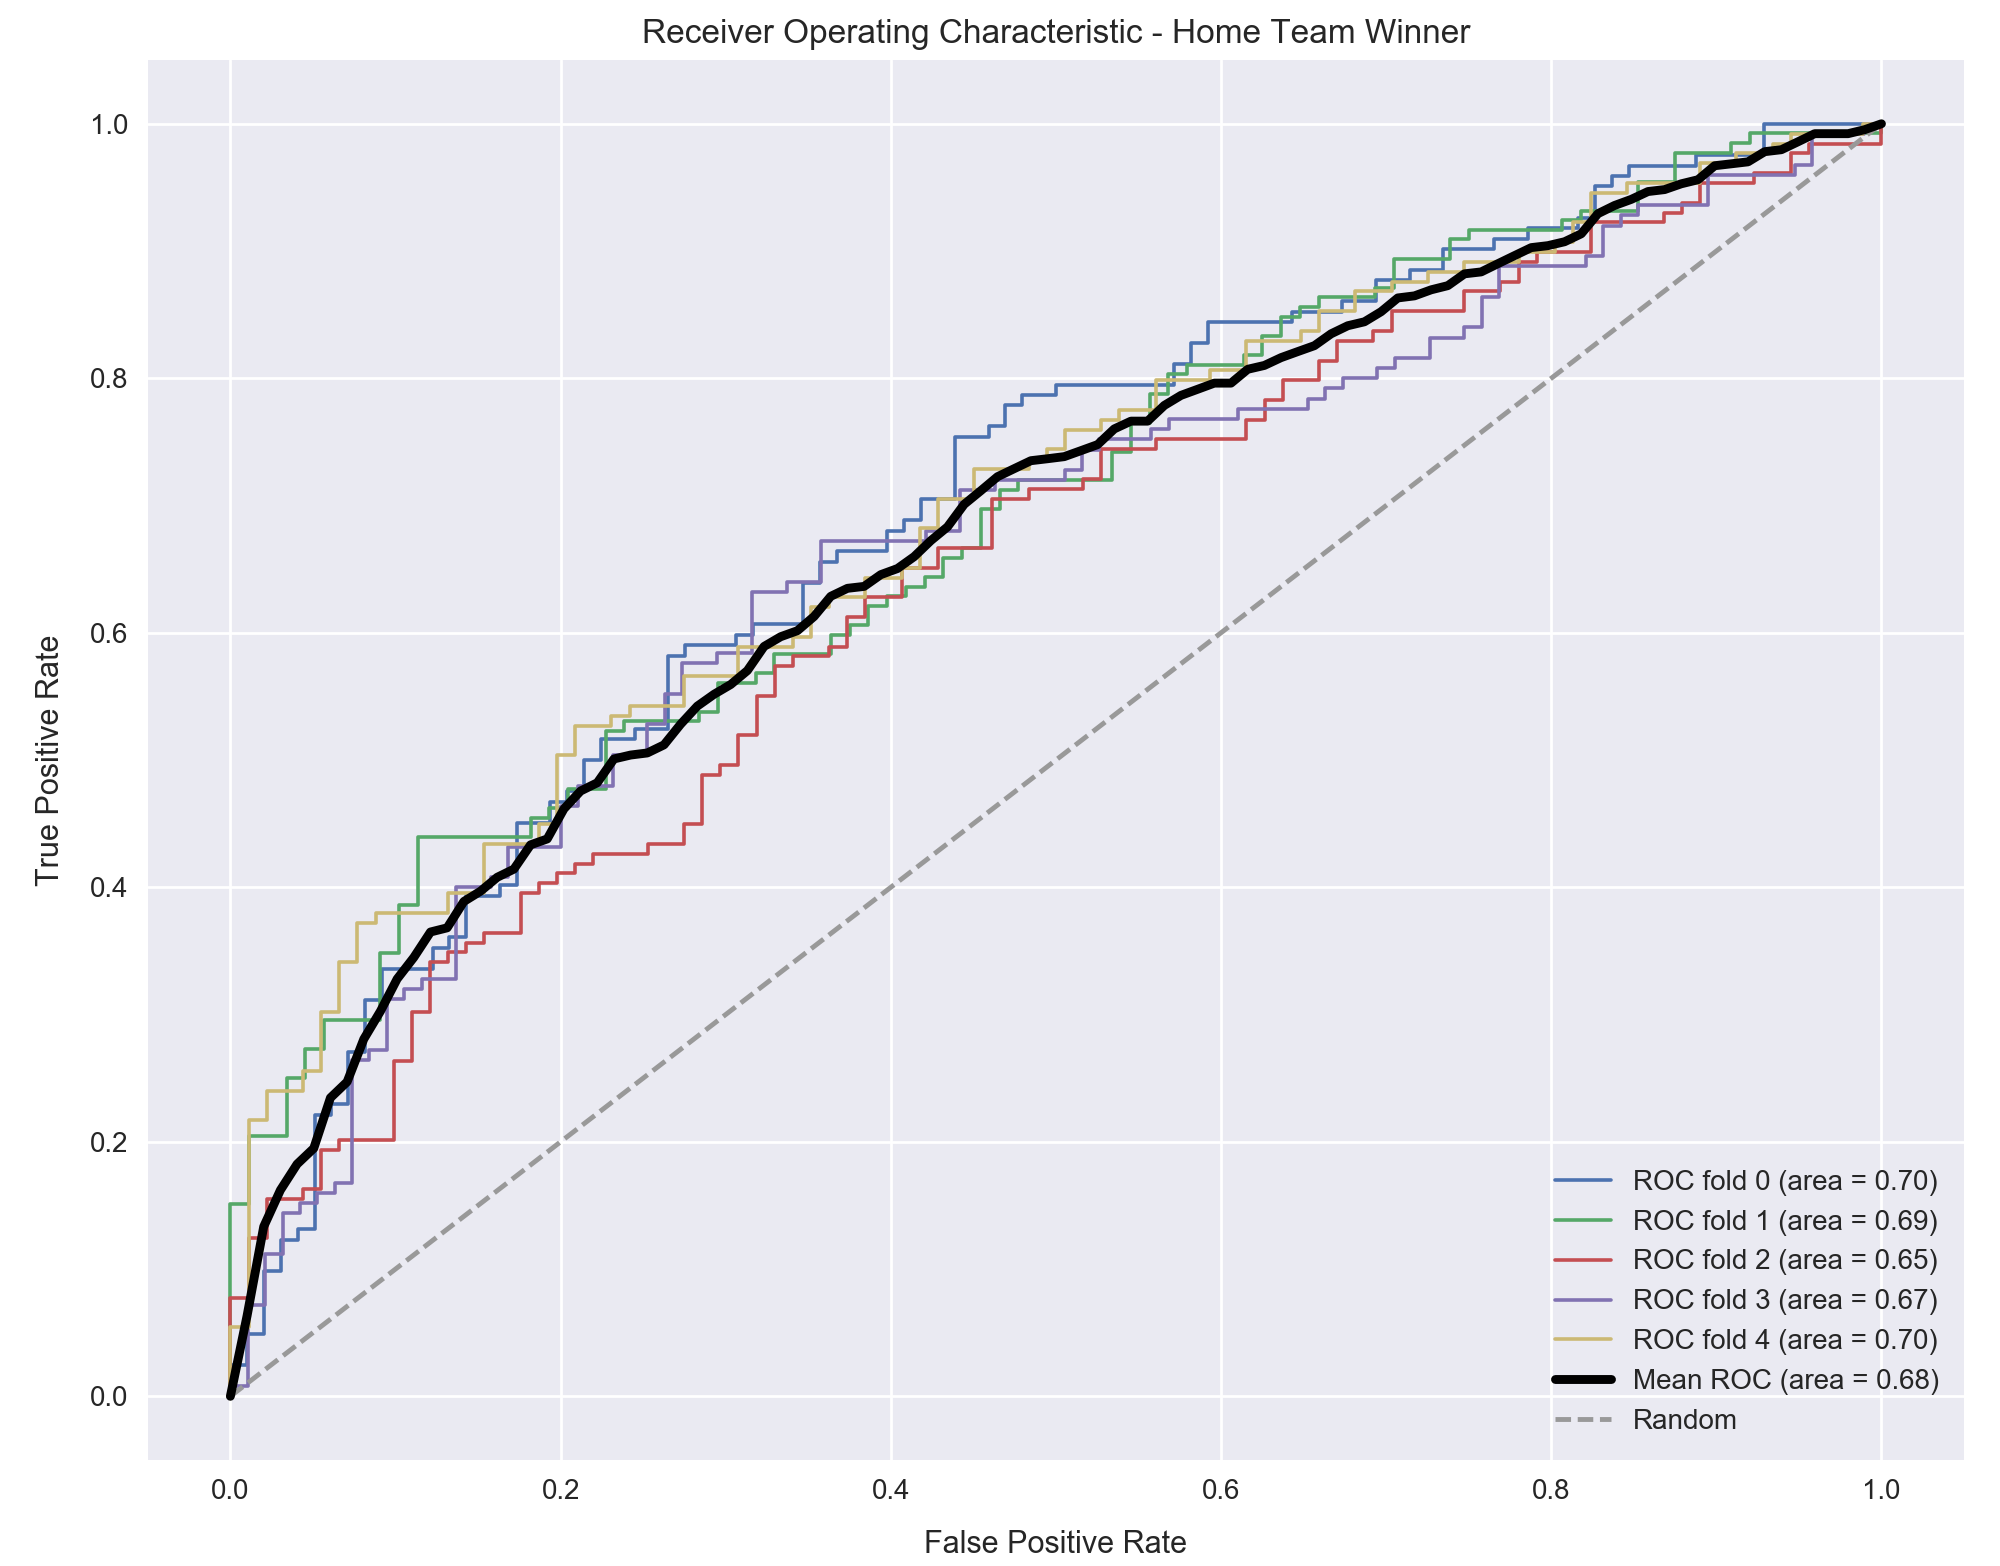 Receiver Operating Characteristic - Home Team Winner
True Positive Rate
1.0
0.8
0.6
0.4
0.2
0.0
ROC fold 0 (area = 0.70)
ROC fold 1 (area = 0.69)
ROC fold 2 (area = 0.65)
ROC fold 3 (area = 0.67)
ROC fold 4 (area = 0.70)
Mean ROC (area = 0.68)
Random
0.0 0.2 0.4 0.6 0.8 1.0
False Positive Rate